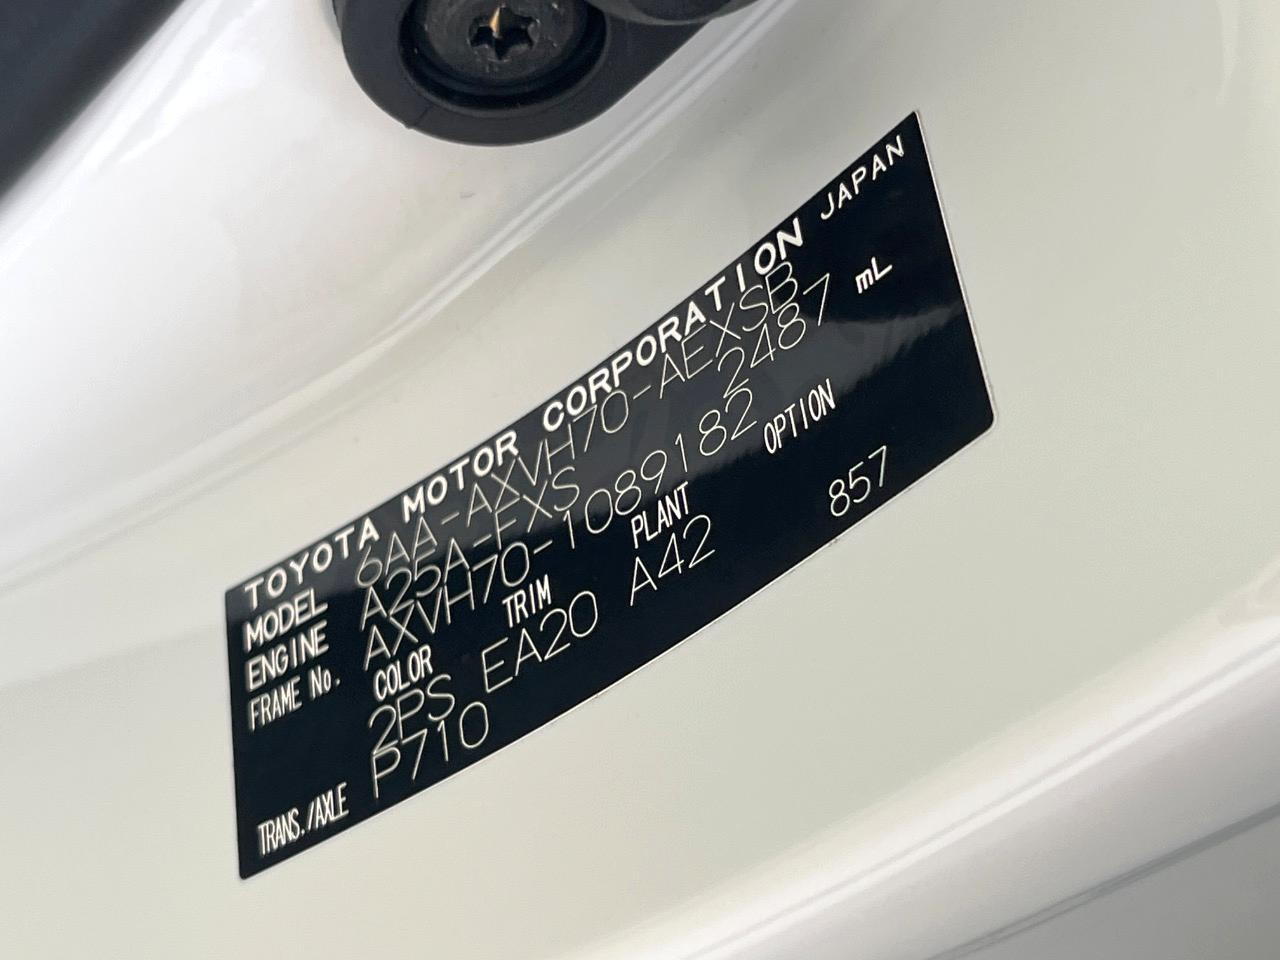 TOYOTA MOTOR CORPORATION JAPAN
MODEL 6AA-AXVH70-AEXSB
ENGINE A25A-FXS 2487 mL
FRAME No. AXVH70-1089182
COLOR TRIM PLANT OPTION
2PS EA20 A42 857
TRANS./AXLE P710